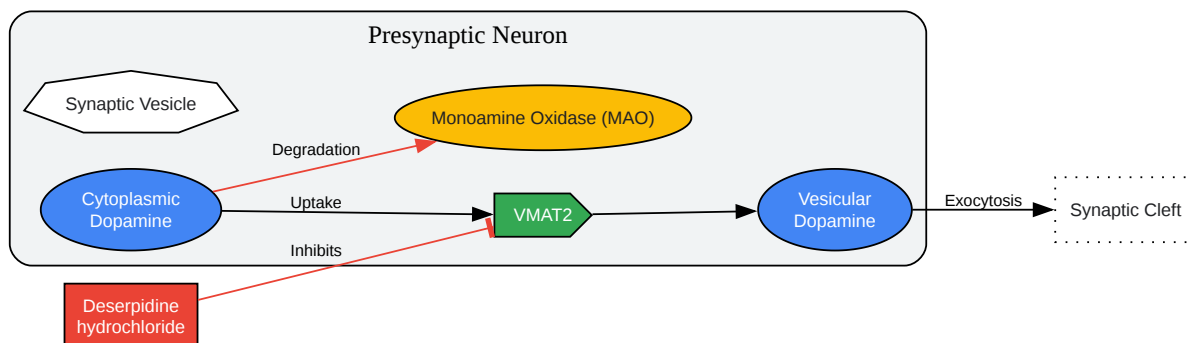 Presynaptic Neuron
Synaptic Vesicle
Monoamine Oxidase (MAO)
Degradation
Cytoplasmic
Dopamine
Uptake
VMAT2
Vesicular
Dopamine
Exocytosis
Synaptic Cleft
Inhibits
Deserpidine
hydrochloride